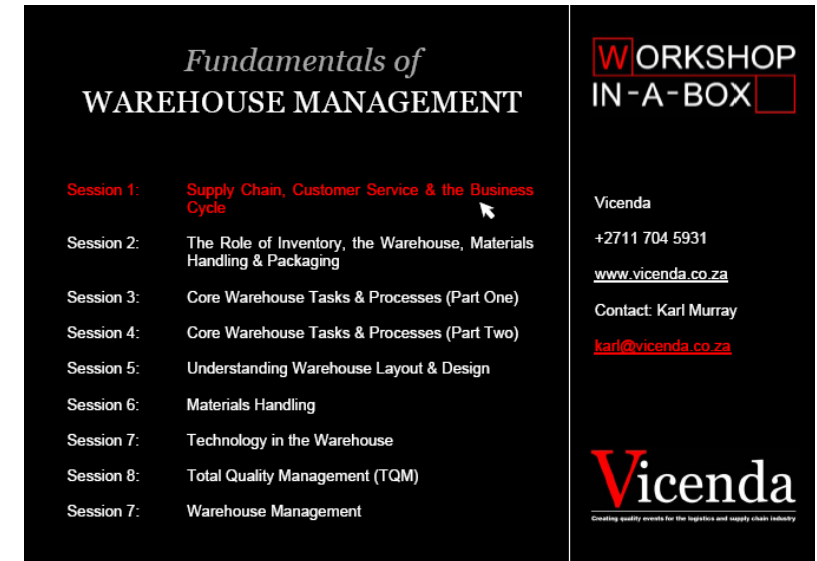 Fundamentals of
WAREHOUSE MANAGEMENT
Session 1: Supply Chain, Customer Service & the Business
Cycle
Session 2: The Role of Inventory, the Warehouse, Materials
Handling & Packaging
Session 3: Core Warehouse Tasks & Processes (Part One)
Session 4: Core Warehouse Tasks & Processes (Part Two)
Session 5: Understanding Warehouse Layout & Design
Session 6: Materials Handling
Session 7: Technology in the Warehouse
Session 8: Total Quality Management (TQM)
Session 7: Warehouse Management
WORKSHOP
IN-A-BOX
Vicenda
+2711 704 5931
www.vicenda.co.za
Contact: Karl Murray
karl@vicenda.co.za
Vicenda
Creating quality events for the logistics and supply chain industry